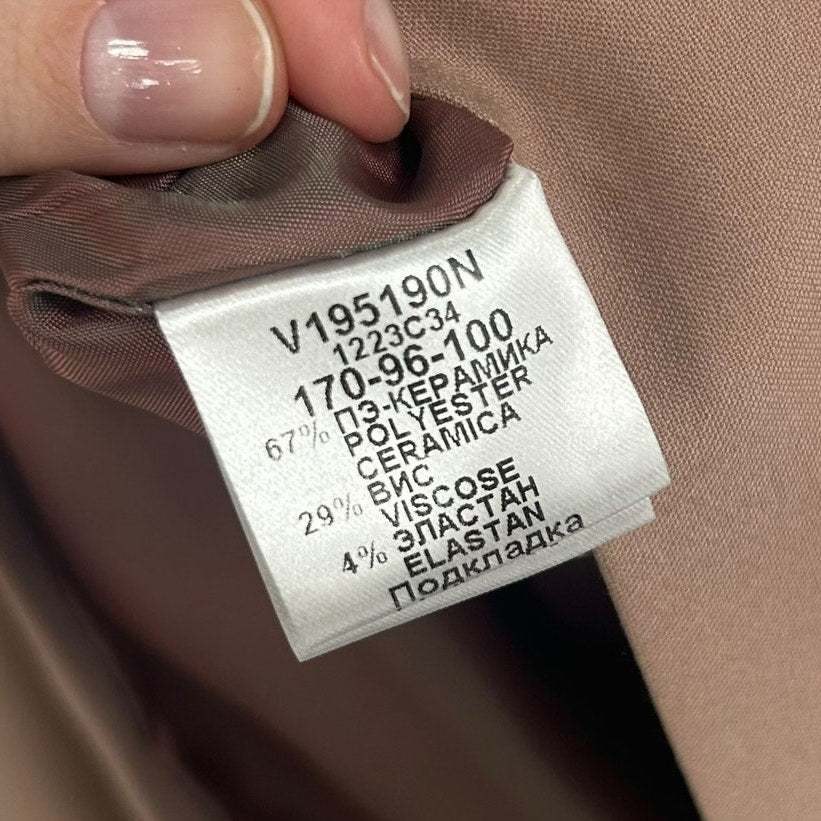 V195190N
1223C34
170-96-100
67% ПЭ-КЕРАМИКА
POLYESTER
CERAMICA
29% ВИС
VISCOSE
4% ЭЛАСТАН
ELASTAN
Подкладка